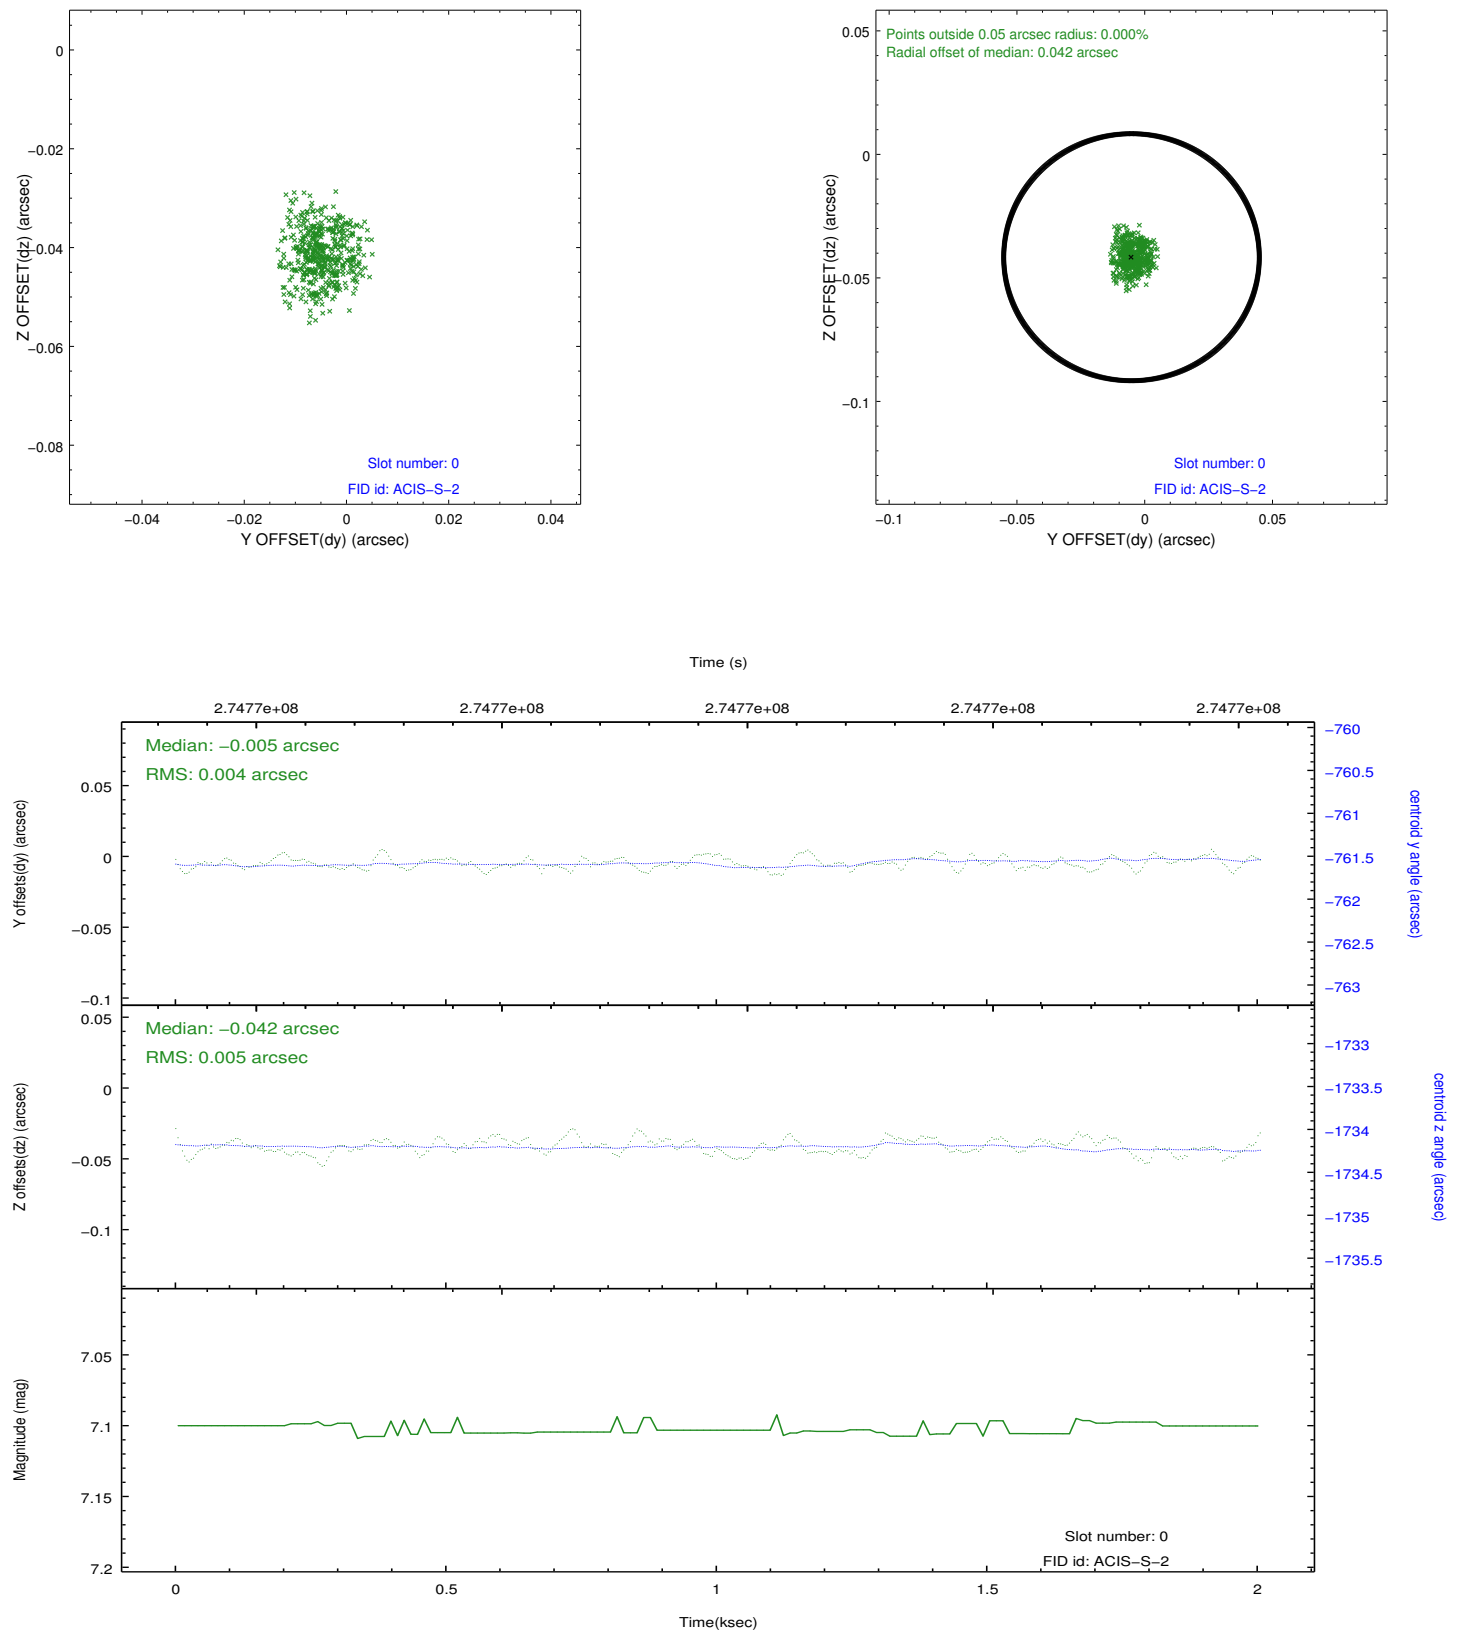 0
−0.02
−0.04
−0.06
−0.08
Z OFFSET(dz) (arcsec)
Slot number: 0
FID id: ACIS−S−2
−0.04
−0.02
0
0.02
0.04
Y OFFSET(dy) (arcsec)
0.05
0
−0.05
−0.1
Z OFFSET(dz) (arcsec)
Points outside 0.05 arcsec radius: 0.000%
Radial offset of median: 0.042 arcsec
Slot number: 0
FID id: ACIS−S−2
−0.1
−0.05
0
0.05
Y OFFSET(dy) (arcsec)
Time (s)
2.7477e+08
2.7477e+08
2.7477e+08
2.7477e+08
2.7477e+08
Median: −0.005 arcsec
RMS: 0.004 arcsec
0.05
0
−0.05
−0.1
Y offsets(dy) (arcsec)
−760
−760.5
−761
−761.5
−762
−762.5
−763
centroid y angle (arcsec)
Median: −0.042 arcsec
RMS: 0.005 arcsec
0.05
0
−0.05
−0.1
Z offsets(dz) (arcsec)
−1733
−1733.5
−1734
−1734.5
−1735
−1735.5
centroid z angle (arcsec)
7.05
7.1
7.15
7.2
Magnitude (mag)
Slot number: 0
FID id: ACIS−S−2
0
0.5
1
1.5
2
Time(ksec)